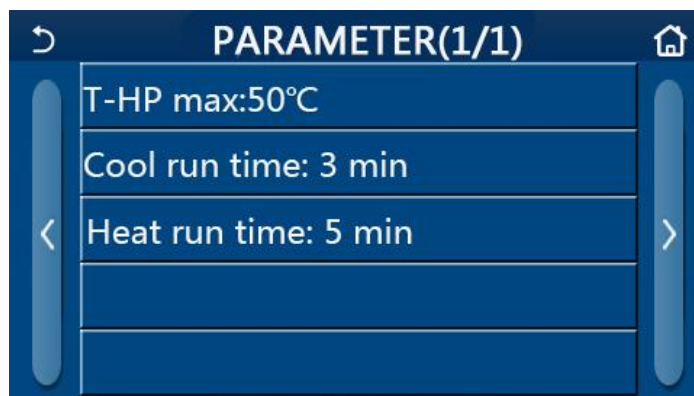 PARAMETER(1/1)
T-HP max:50℃
Cool run time: 3 min
Heat run time: 5 min